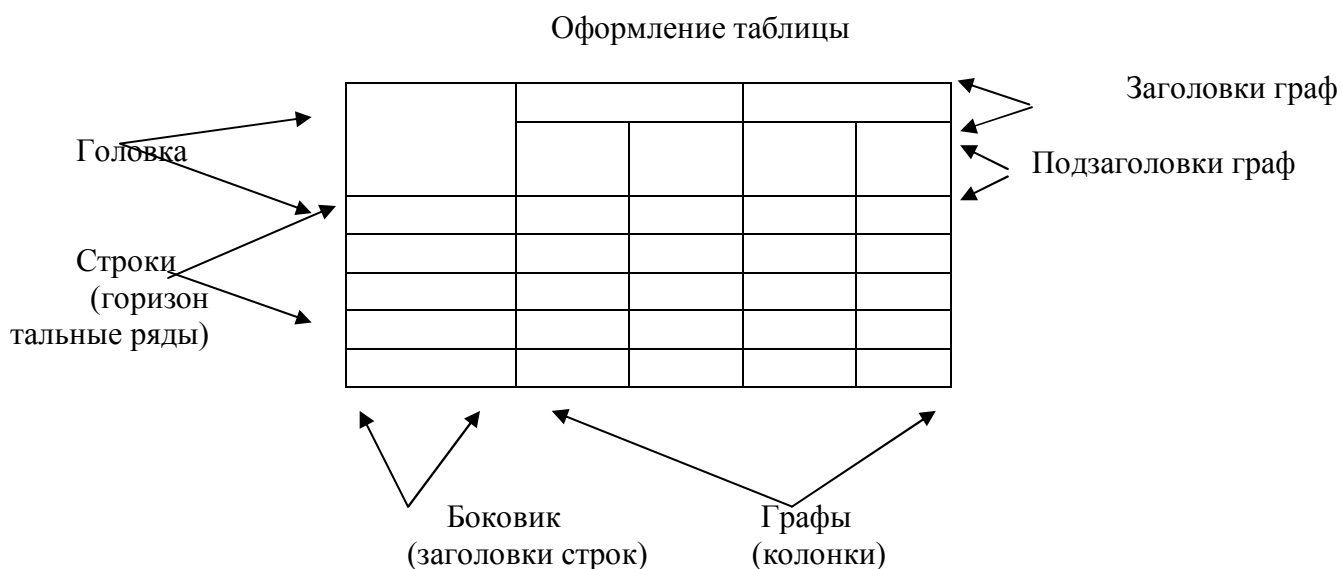 Оформление таблицы
Заголовки граф
Головка
Подзаголовки граф
Строки
(горизон
тальные ряды)
Боковик
(заголовки строк)
Графы
(колонки)